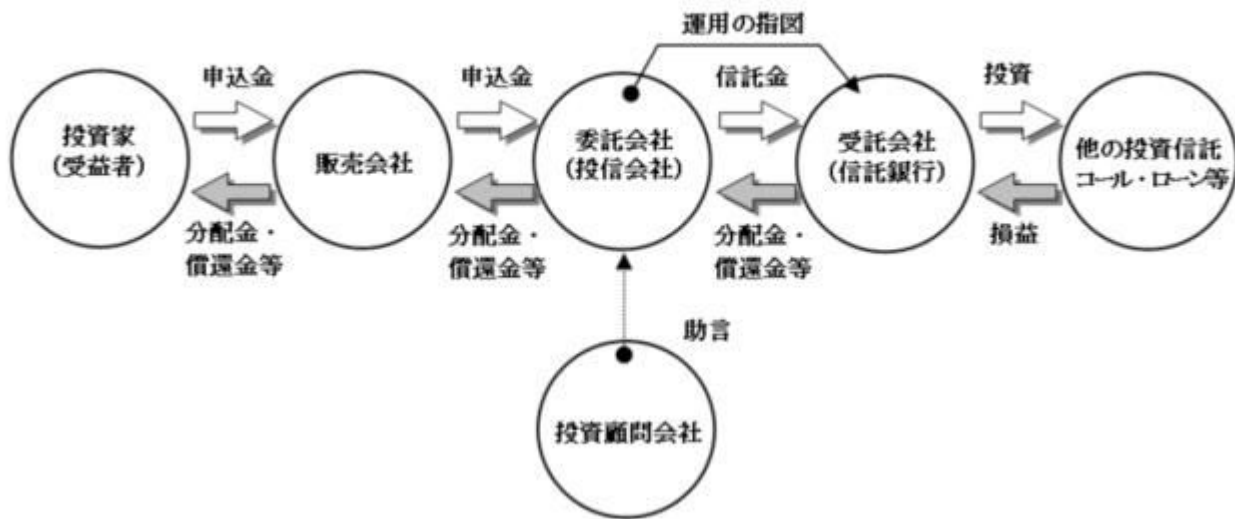 運用の指図
申込金
申込金
信託金
投資
投資家
(受益者)
販売会社
委託会社
(投信会社)
受託会社
(信託銀行)
他の投資信託
コール・ローン等
分配金・
償還金等
分配金・
償還金等
分配金・
償還金等
損益
助言
投資顧問会社